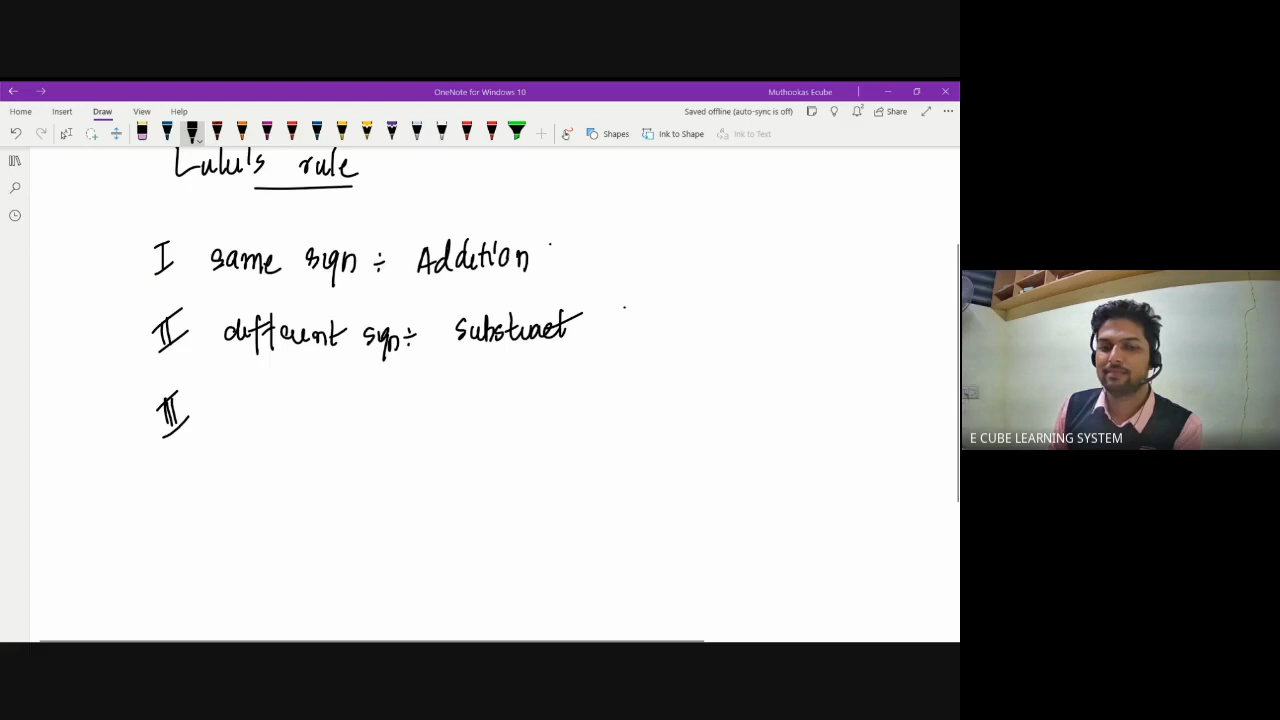 OneNote for Windows 10
Muthookas Ecube
Home Insert Draw View Help
Saved offline (auto-sync is off)
Share
Shapes
Ink to Shape
Ink to Text
Lulu's rule
I same sign ÷ Addition
II different sign ÷ substract
III
E CUBE LEARNING SYSTEM